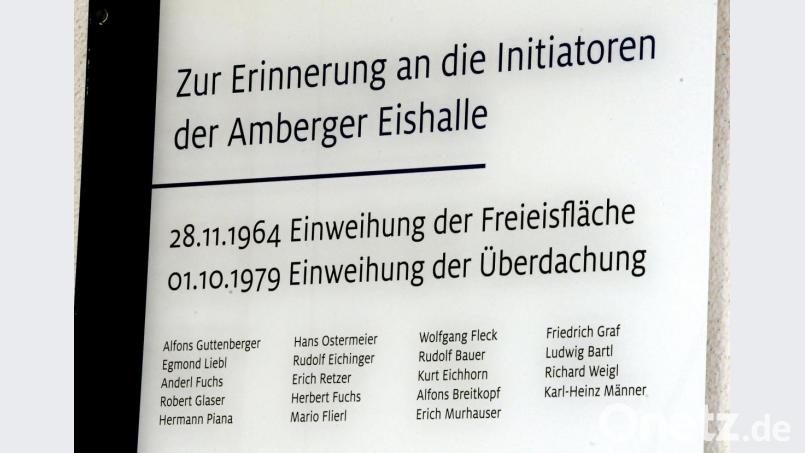 Zur Erinnerung an die Initiatoren
der Amberger Eishalle
28.11.1964 Einweihung der Freieisfläche
01.10.1979 Einweihung der Überdachung
Alfons Guttenberger
Egmond Liebl
Anderl Fuchs
Robert Glaser
Hermann Piana
Hans Ostermeier
Rudolf Eichinger
Erich Retzer
Herbert Fuchs
Mario Flierl
Wolfgang Fleck
Rudolf Bauer
Kurt Eichhorn
Alfons Breitkopf
Erich Murhauser
Friedrich Graf
Ludwig Bartl
Richard Weigl
Karl-Heinz Männer
Onetz.de